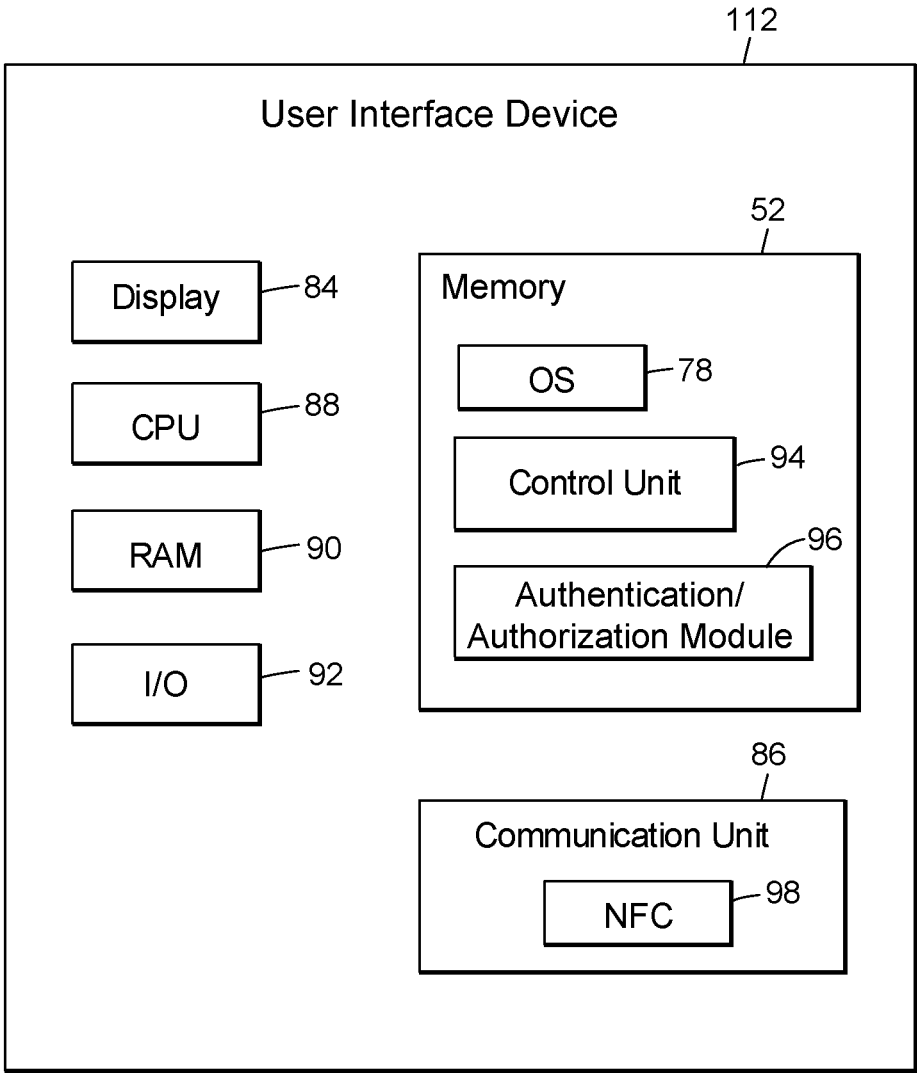 112
User Interface Device
52
Display
84
Memory
OS
78
CPU
88
Control Unit
94
RAM
90
96
Authentication/
Authorization Module
I/O
92
86
Communication Unit
NFC
98